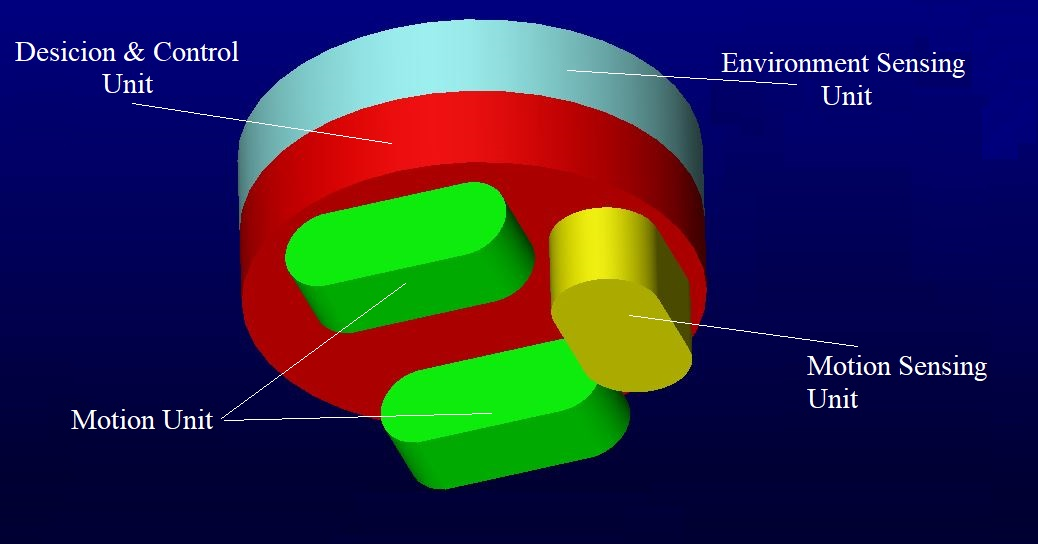 Desicion & Control
Unit
Environment Sensing
Unit
Motion Sensing
Unit
Motion Unit